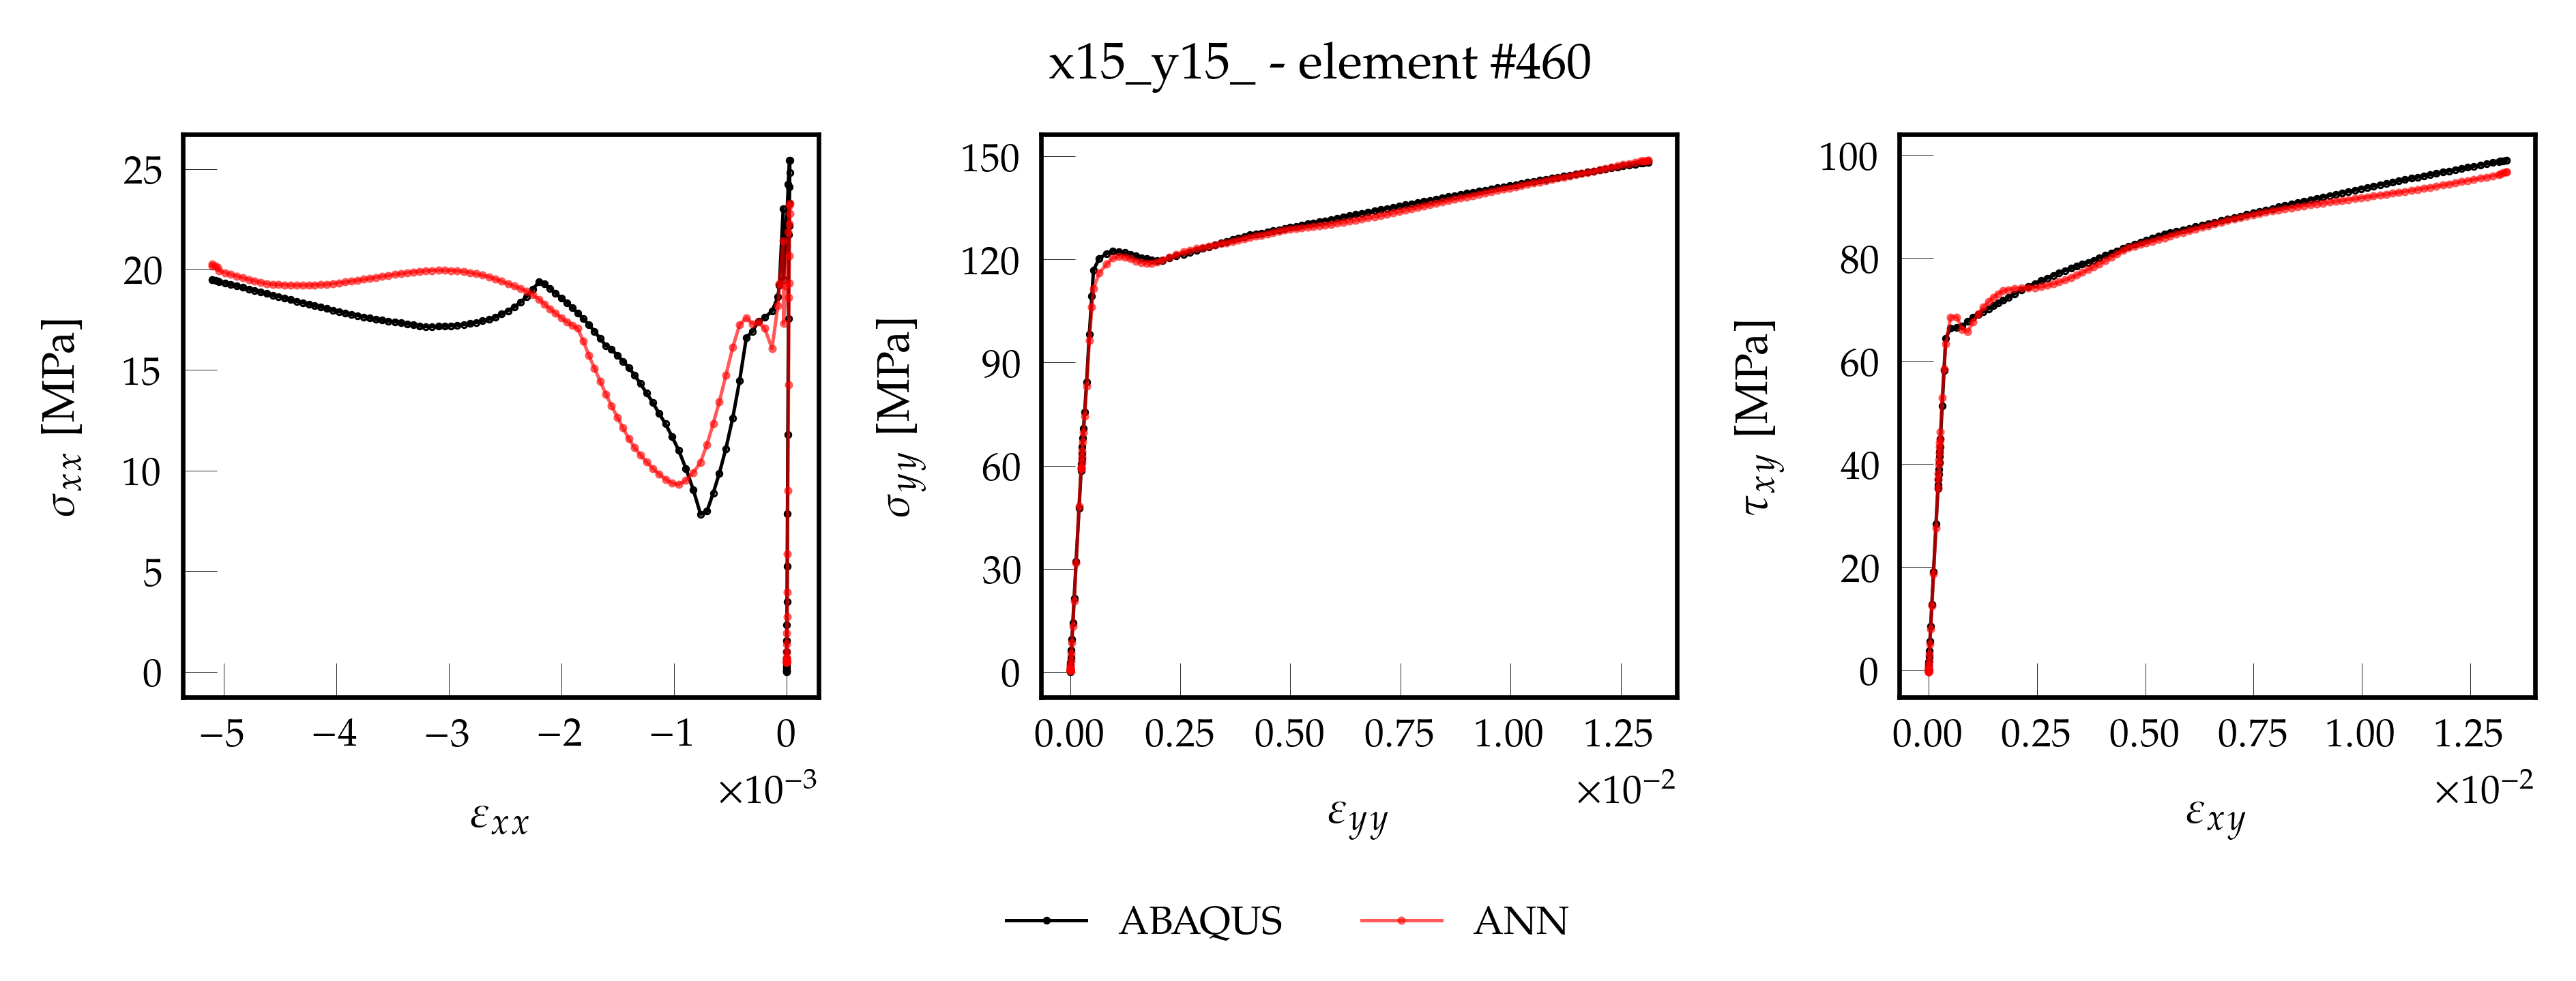 x15_y15_ - element #460
σxx [MPa]
25
20
15
10
5
0
−5 −4 −3 −2 −1 0
×10−3
εxx
σyy [MPa]
150
120
90
60
30
0
0.00 0.25 0.50 0.75 1.00 1.25
×10−2
εyy
τxy [MPa]
100
80
60
40
20
0
0.00 0.25 0.50 0.75 1.00 1.25
×10−2
εxy
ABAQUS ANN